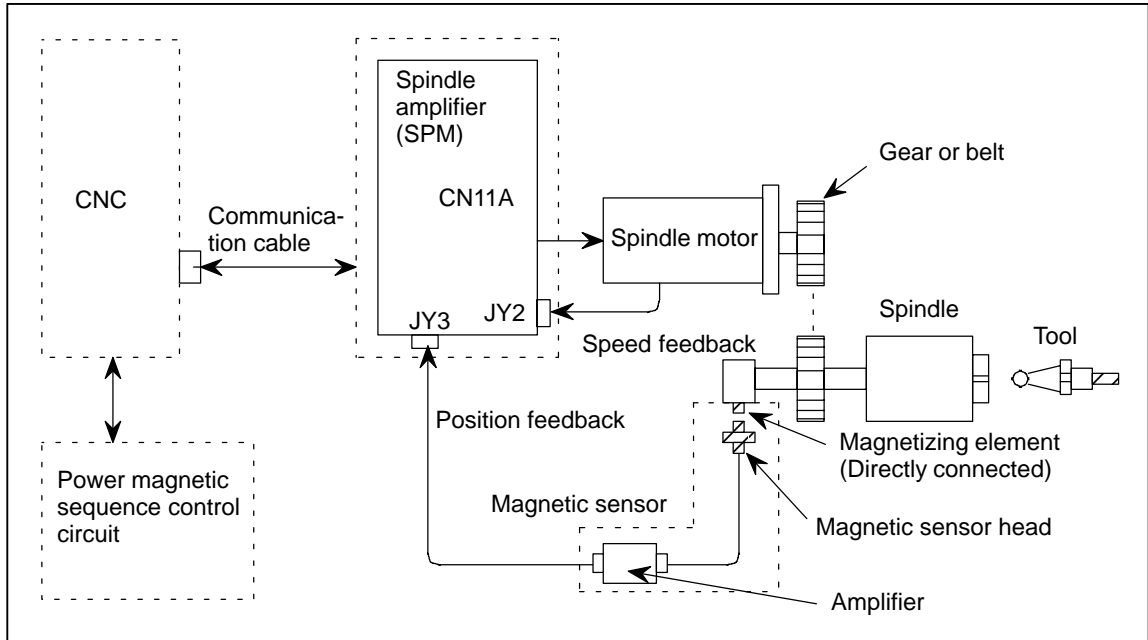 Spindle
amplifier
(SPM)
Gear or belt
CNC
CN11A
Communica-
tion cable
Spindle motor
Spindle
JY3
JY2
Tool
Speed feedback
Position feedback
Magnetizing element
(Directly connected)
Power magnetic
sequence control
circuit
Magnetic sensor
Magnetic sensor head
Amplifier